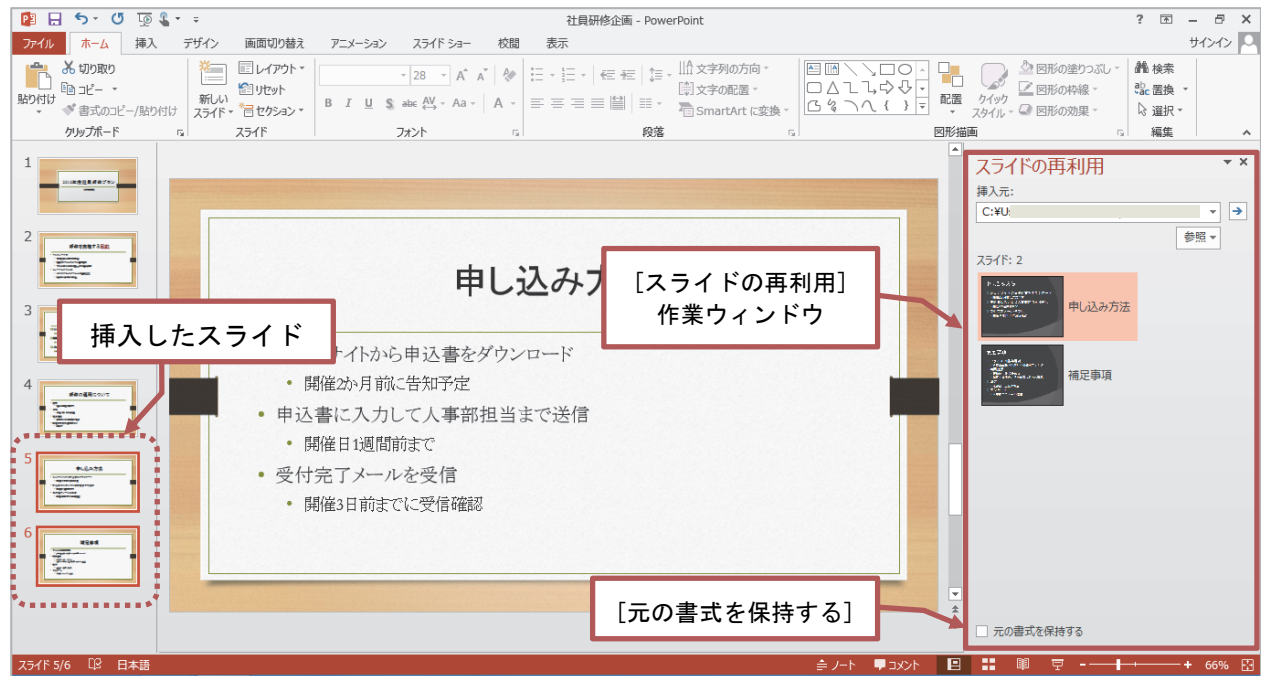 社員研修企画 - PowerPoint
?
サインイン
ファイル ホーム 挿入 デザイン 画面切り替え アニメーション スライド ショー 校閲 表示
貼り付け
切り取り
コピー
書式のコピー/貼り付け
クリップボード
新しい
スライド
レイアウト
リセット
セクション
スライド
28
B I U S abc AV Aa A
フォント
文字列の方向
文字の配置
SmartArt に変換
段落
配置
クイック
スタイル
図形の塗りつぶし
図形の枠線
図形の効果
図形描画
検索
置換
選択
編集
1
2
3
4
申し込み方法
5
6
補足事項
挿入したスライド
申し込み方
サイトから申込書をダウンロード
• 開催2か月前に告知予定
• 申込書に入力して人事部担当まで送信
• 開催日1週間前まで
• 受付完了メールを受信
• 開催3日前までに受信確認
[スライドの再利用]
作業ウィンドウ
[元の書式を保持する]
スライドの再利用
挿入元:
C:¥U
参照
スライド: 2
申し込み方法
補足事項
元の書式を保持する
スライド 5/6 日本語 ノート コメント 66%